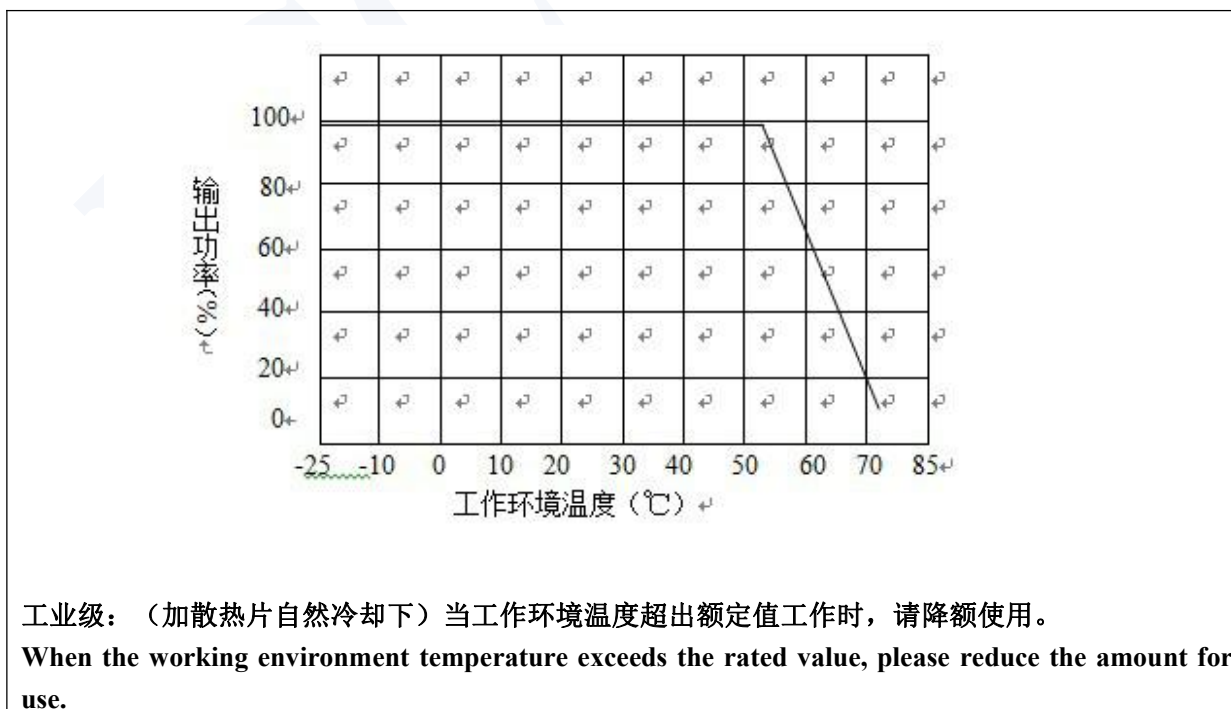 100
80
60
40
20
0
输出功率(%)
-25 -10 0 10 20 30 40 50 60 70 85
工作环境温度（℃）
工业级：（加散热片自然冷却下）当工作环境温度超出额定值工作时，请降额使用。
When the working environment temperature exceeds the rated value, please reduce the amount for
use.